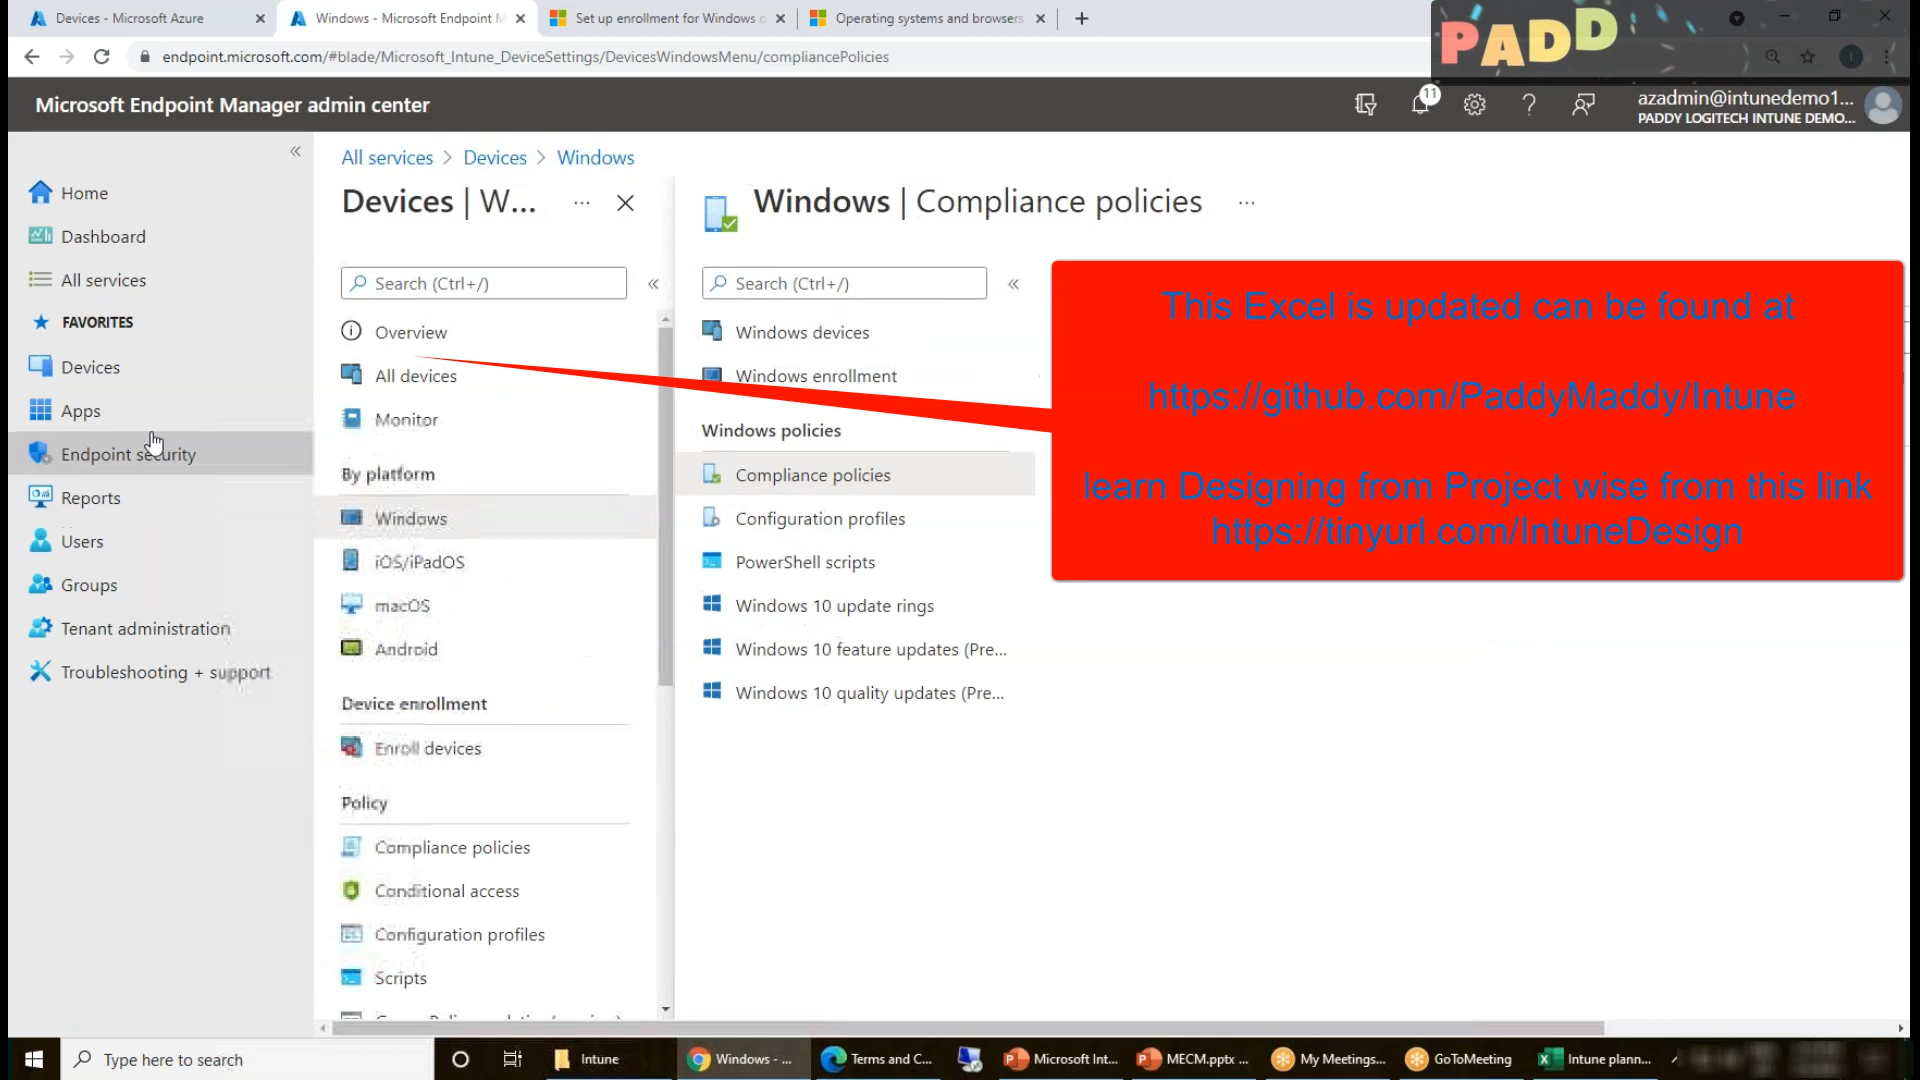 Devices - Microsoft Azure
Windows - Microsoft Endpoint M
Set up enrollment for Windows
Operating systems and browsers
PADD
endpoint.microsoft.com/#blade/Microsoft_Intune_DeviceSettings/DevicesWindowsMenu/compliancePolicies
Microsoft Endpoint Manager admin center
11
azadmin@intunedemo1...
PADDY LOGITECH INTUNE DEMO...
Home
Dashboard
All services
FAVORITES
Devices
Apps
Endpoint security
Reports
Users
Groups
Tenant administration
Troubleshooting + support
All services > Devices > Windows
Devices | W...
Search (Ctrl+/)
Overview
All devices
Monitor
By platform
Windows
iOS/iPadOS
macOS
Android
Device enrollment
Enroll devices
Policy
Compliance policies
Conditional access
Configuration profiles
Scripts
Windows | Compliance policies
Search (Ctrl+/)
Windows devices
Windows enrollment
Windows policies
Compliance policies
Configuration profiles
PowerShell scripts
Windows 10 update rings
Windows 10 feature updates (Pre...
Windows 10 quality updates (Pre...
This Excel is updated can be found at
https://github.com/PaddyMaddy/Intune
learn Designing from Project wise from this link
https://tinyurl.com/IntuneDesign
Type here to search
Intune
Windows - ...
Terms and C...
Microsoft Int...
MECM.pptx ...
My Meetings...
GoToMeeting
Intune plann...